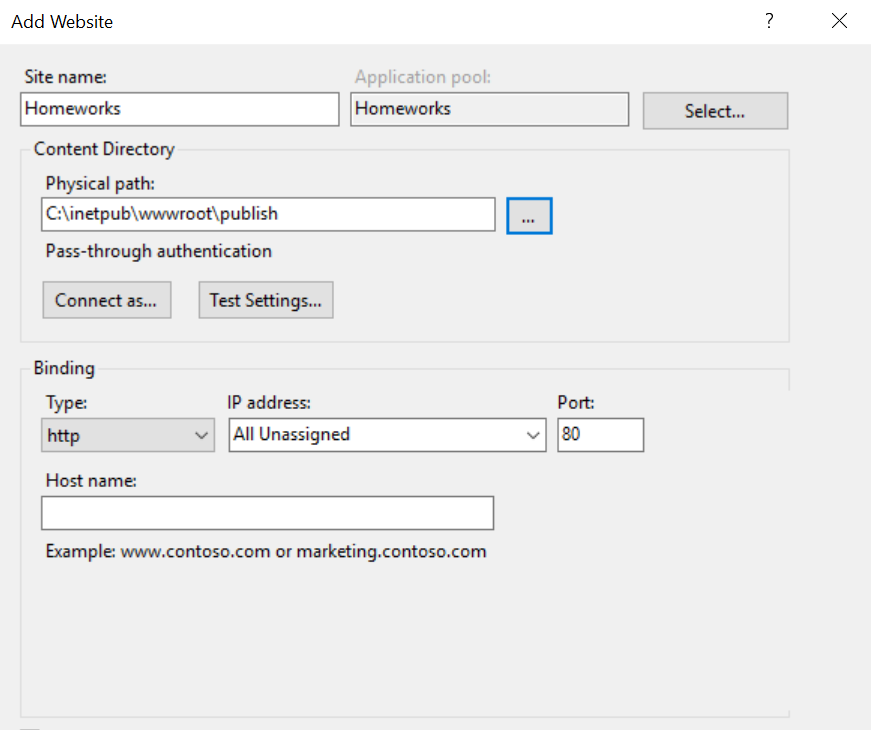 Add Website ?
Site name: Application pool:
Homeworks Homeworks Select...
Content Directory
Physical path:
C:\inetpub\wwwroot\publish ...
Pass-through authentication
Connect as... Test Settings...
Binding
Type: IP address: Port:
http All Unassigned 80
Host name:
Example: www.contoso.com or marketing.contoso.com